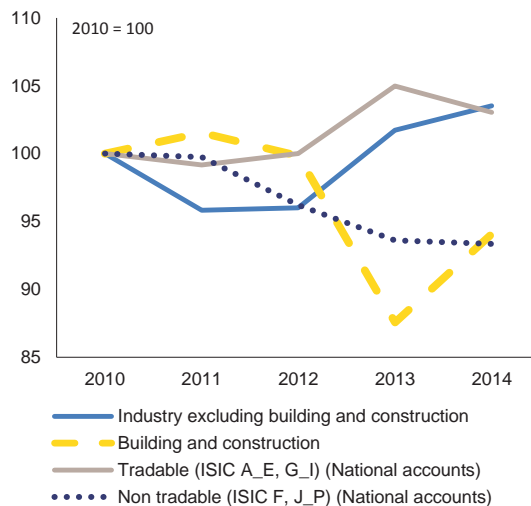 110
2010 = 100
105
100
95
90
85
2010 2011 2012 2013 2014
Industry excluding building and construction
Building and construction
Tradable (ISIC A_E, G_I) (National accounts)
Non tradable (ISIC F, J_P) (National accounts)